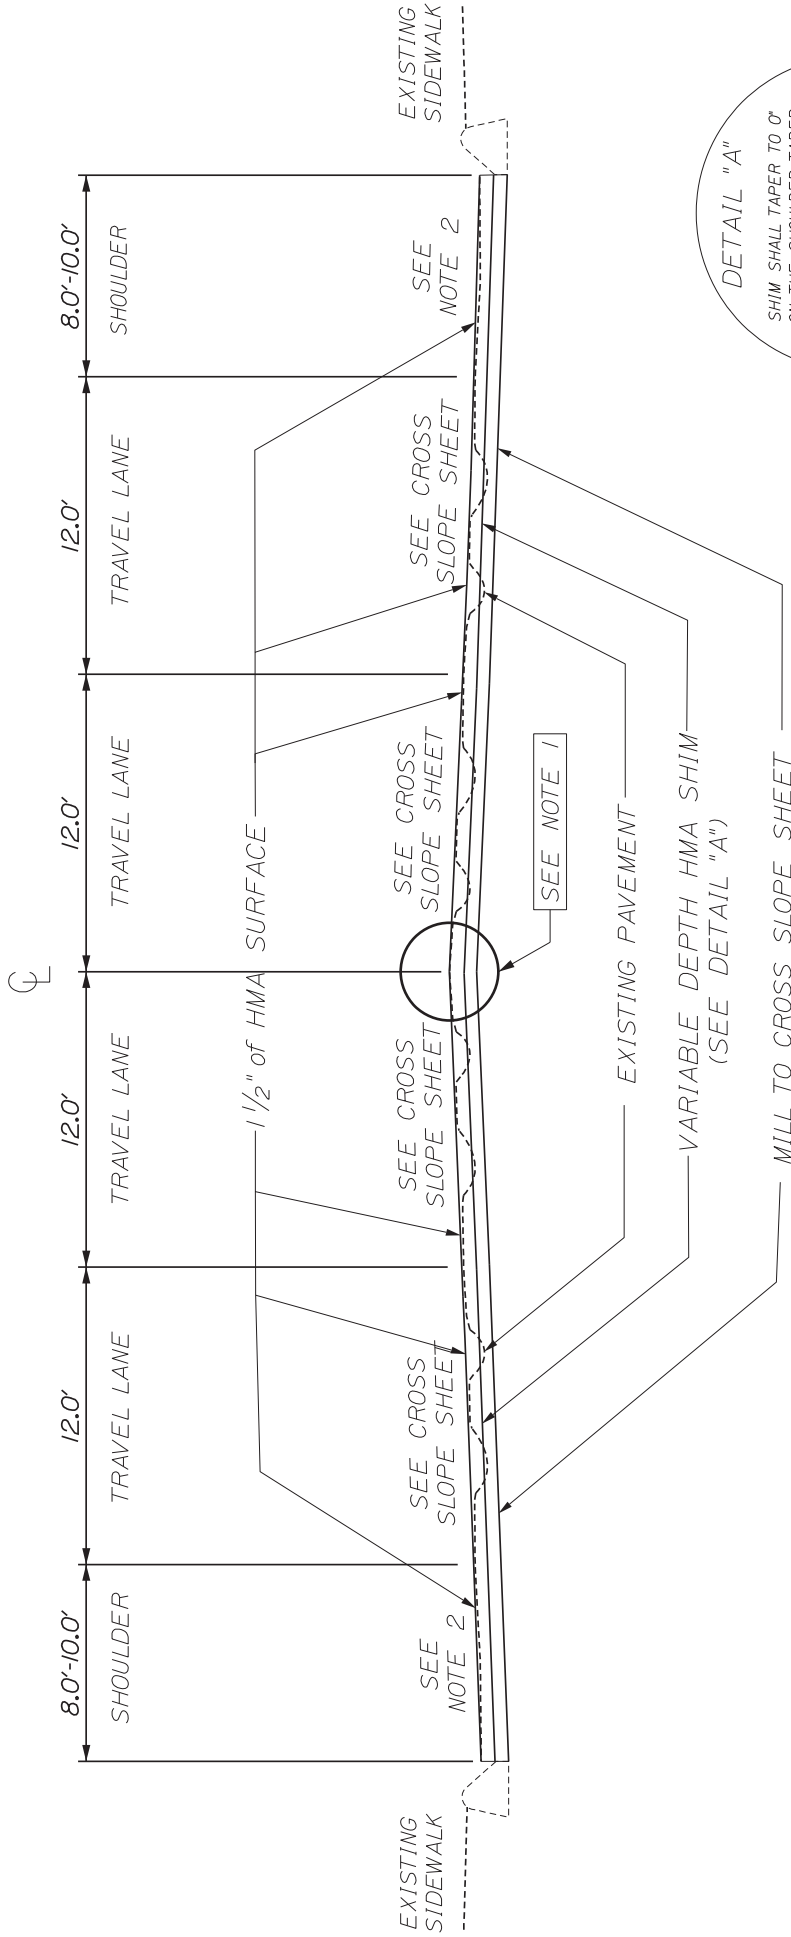 ℄
8.0'-10.0'
12.0'
12.0'
12.0'
12.0'
8.0'-10.0'
SHOULDER
TRAVEL LANE
TRAVEL LANE
TRAVEL LANE
TRAVEL LANE
SHOULDER
1 1/2" of HMA SURFACE
EXISTING
SIDEWALK
SEE
NOTE 2
SEE CROSS
SLOPE SHEET
SEE CROSS
SLOPE SHEET
SEE CROSS
SLOPE SHEET
SEE CROSS
SLOPE SHEET
SEE
NOTE 2
EXISTING
SIDEWALK
SEE NOTE 1
EXISTING PAVEMENT
VARIABLE DEPTH HMA SHIM
(SEE DETAIL "A")
MILL TO CROSS SLOPE SHEET
DETAIL "A"
SHIM SHALL TAPER TO 0"
ON THE SHOULDER TAPER